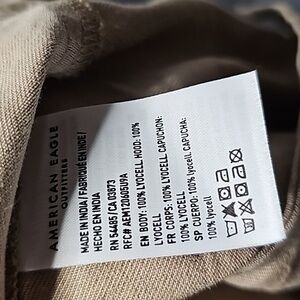 AMERICAN EAGLE
OUTFITTERS
MADE IN INDIA / FABRIQUÉ EN INDE /
HECHO EN INDIA
RN 54485 / CA 03873
RFC# AEM120605U9A
EN BODY: 100% LYOCELL. HOOD: 100%
LYOCELL
FR CORPS: 100% LYOCELL CAPUCHON:
100% LYOCELL
SP CUERPO: 100% lyocell. CAPUCHA:
100% lyocell